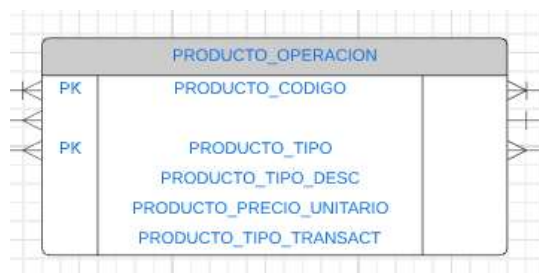 PRODUCTO_OPERACION
PK PRODUCTO_CODIGO
PK PRODUCTO_TIPO
PRODUCTO_TIPO_DESC
PRODUCTO_PRECIO_UNITARIO
PRODUCTO_TIPO_TRANSACT